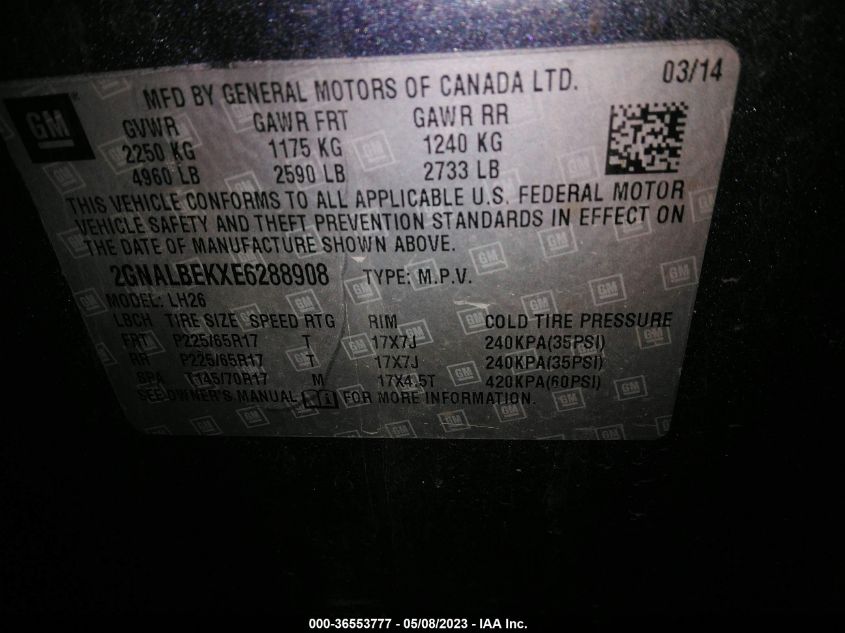 GM MFD BY GENERAL MOTORS OF CANADA LTD. 03/14
GVWR GAWR FRT GAWR RR
2250 KG 1175 KG 1240 KG
4960 LB 2590 LB 2733 LB
THIS VEHICLE CONFORMS TO ALL APPLICABLE U.S. FEDERAL MOTOR
VEHICLE SAFETY AND THEFT PREVENTION STANDARDS IN EFFECT ON
THE DATE OF MANUFACTURE SHOWN ABOVE.
2GNALBEKXE6288908 TYPE: M.P.V.
MODEL: LH26
LBCH TIRE SIZE SPEED RTG RIM COLD TIRE PRESSURE
FRT P225/65R17 T 17X7J 240KPA(35PSI)
RR P225/65R17 T 17X7J 240KPA(35PSI)
SPA T145/70R17 M 17X4.5T 420KPA(60PSI)
SEE OWNER'S MANUAL FOR MORE INFORMATION.
000-36553777 - 05/08/2023 - IAA Inc.